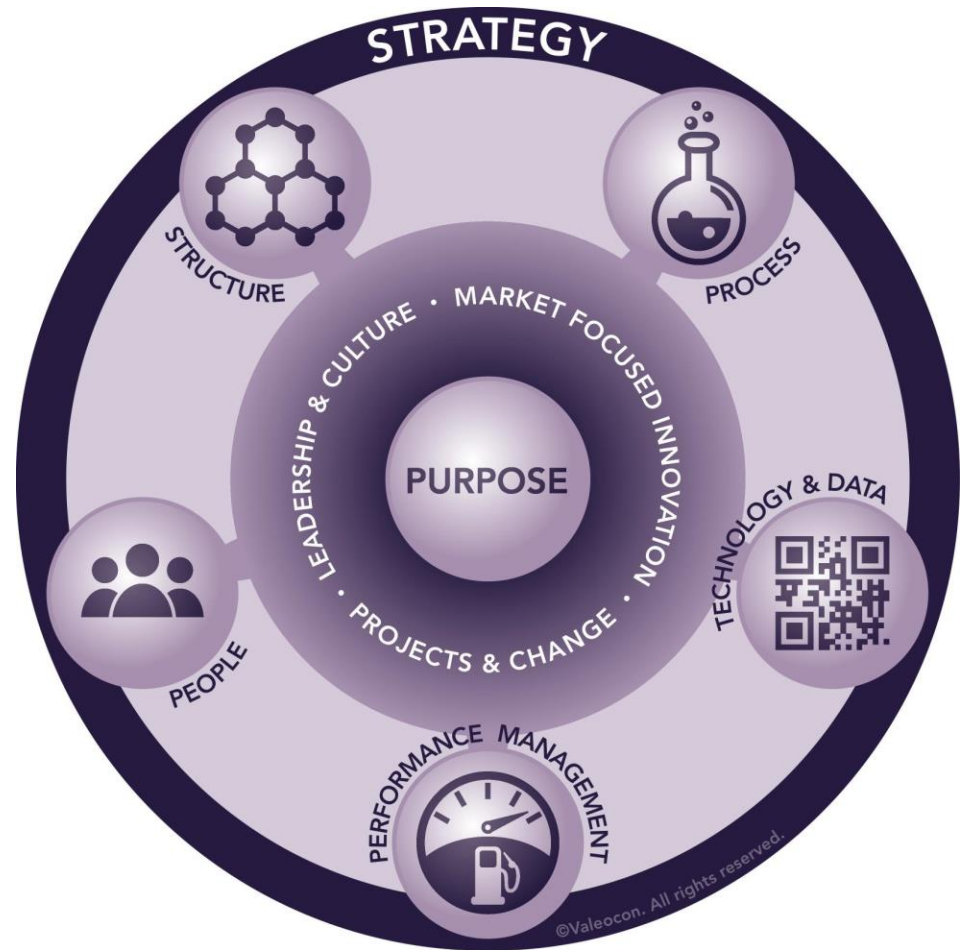 STRATEGY
STRUCTURE
PROCESS
LEADERSHIP & CULTURE • MARKET FOCUSED INNOVATION • PROJECTS & CHANGE •
PURPOSE
TECHNOLOGY & DATA
PEOPLE
PERFORMANCE MANAGEMENT
©Valeocon. All rights reserved.